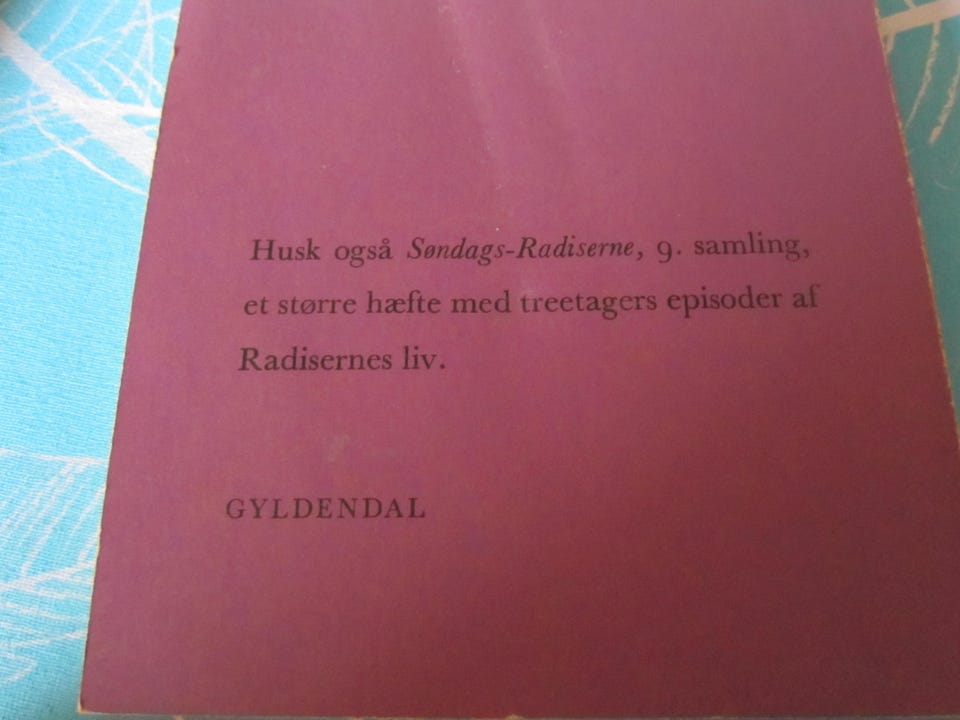 Husk også Søndags-Radiserne, 9. samling,
et større hæfte med treetagers episoder af
Radisernes liv.
GYLDENDAL